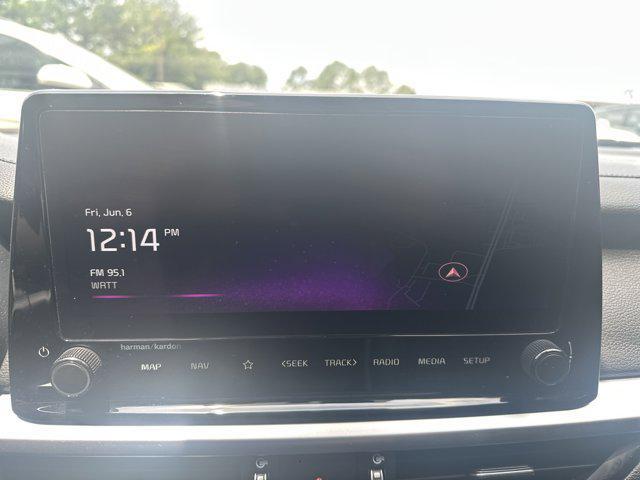 Fri, Jun. 6
12:14 PM
FM 95.1
WRTT
harman/kardon
MAP NAV <SEEK TRACK> RADIO MEDIA SETUP